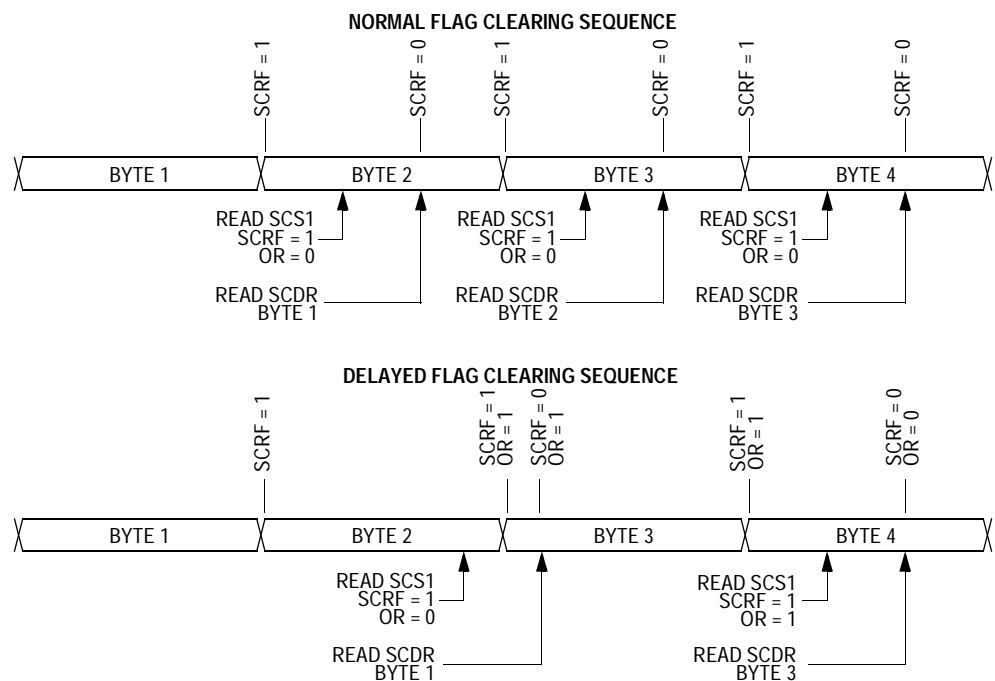 NORMAL FLAG CLEARING SEQUENCE
SCRF = 1
SCRF = 0
SCRF = 1
SCRF = 0
SCRF = 1
SCRF = 0
BYTE 1
BYTE 2
BYTE 3
BYTE 4
READ SCS1
SCRF = 1
OR = 0
READ SCS1
SCRF = 1
OR = 0
READ SCS1
SCRF = 1
OR = 0
READ SCDR
BYTE 1
READ SCDR
BYTE 2
READ SCDR
BYTE 3
DELAYED FLAG CLEARING SEQUENCE
SCRF = 1
SCRF = 1
OR = 1
SCRF = 0
OR = 1
SCRF = 1
OR = 1
SCRF = 0
OR = 0
BYTE 1
BYTE 2
BYTE 3
BYTE 4
READ SCS1
SCRF = 1
OR = 0
READ SCS1
SCRF = 1
OR = 1
READ SCDR
BYTE 1
READ SCDR
BYTE 3